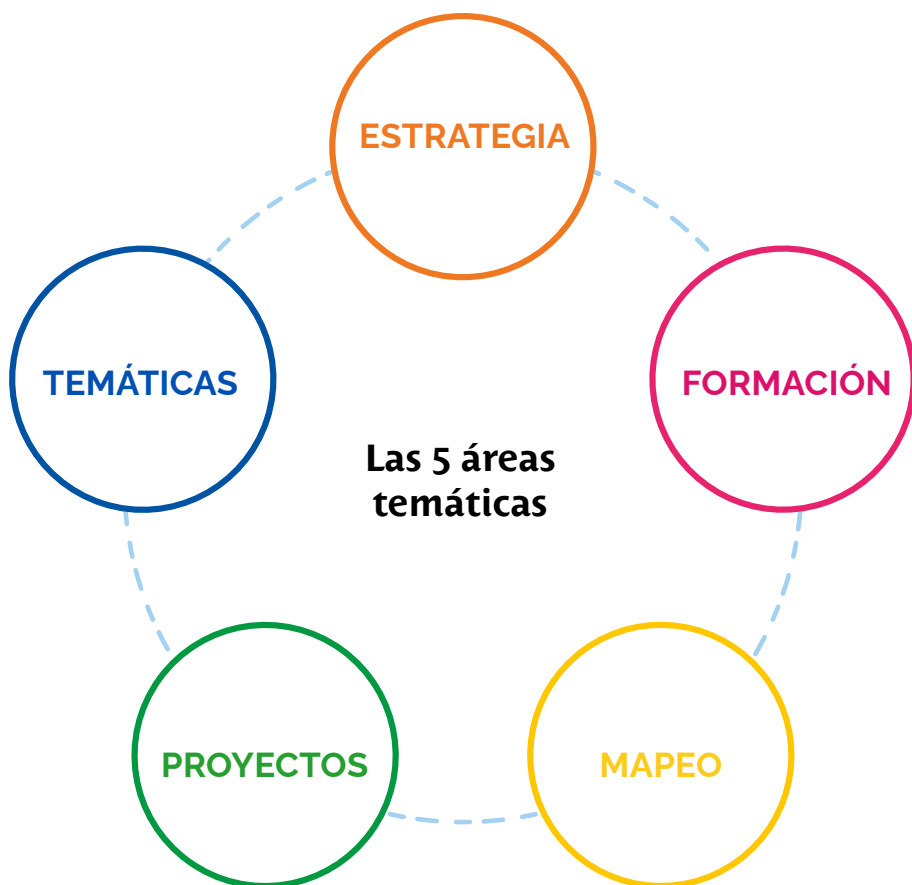 ESTRATEGIA
TEMÁTICAS
FORMACIÓN
Las 5 áreas
temáticas
PROYECTOS
MAPEO